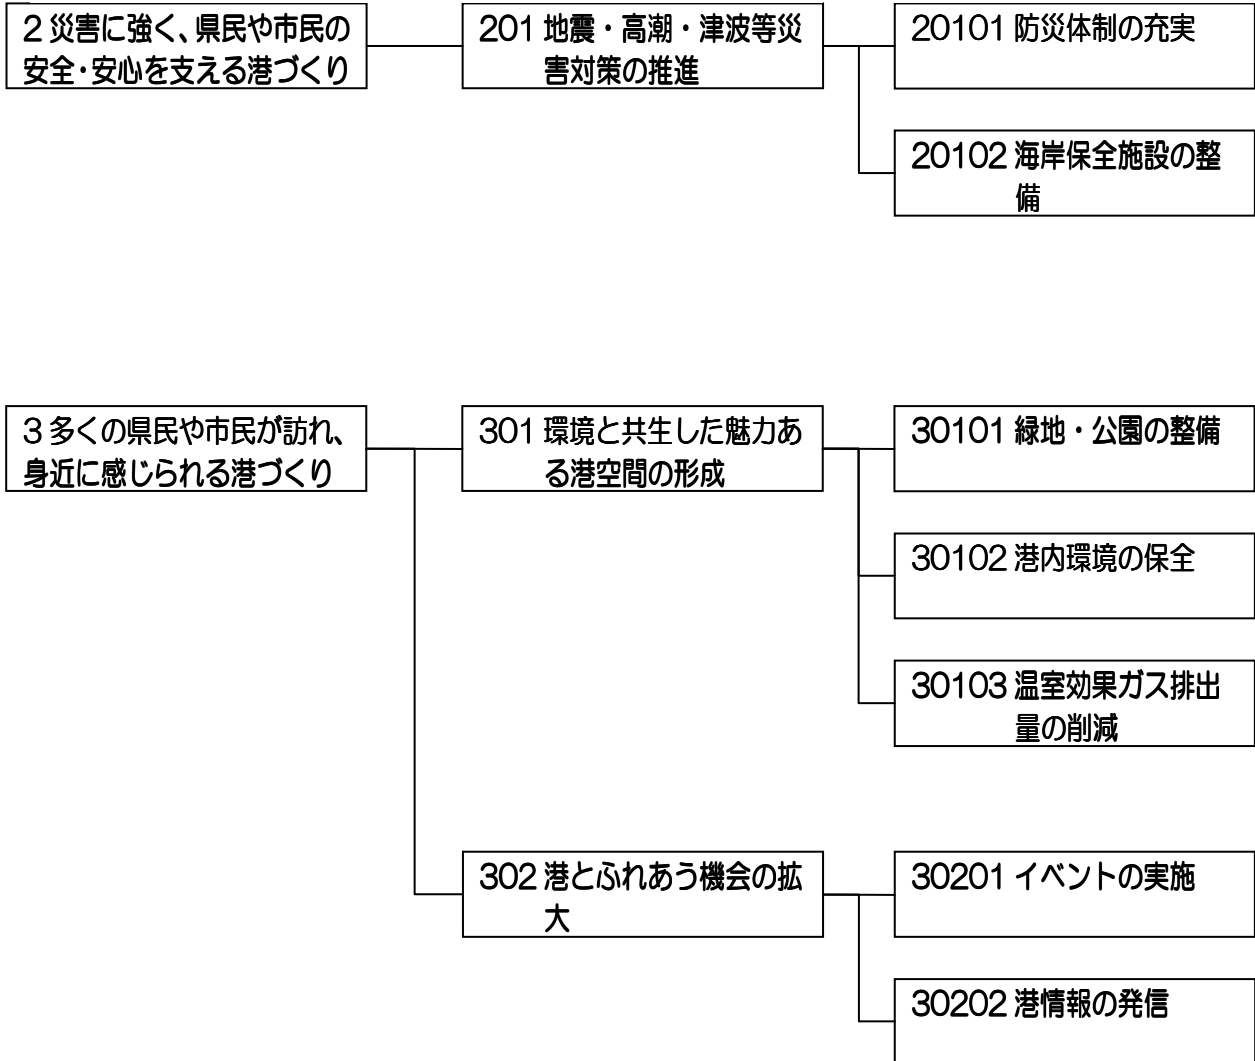 2 災害に強く、県民や市民の
安全・安心を支える港づくり
201 地震・高潮・津波等災
害対策の推進
20101 防災体制の充実
20102 海岸保全施設の整
備
3 多くの県民や市民が訪れ、
身近に感じられる港づくり
301 環境と共生した魅力あ
る港空間の形成
30101 緑地・公園の整備
30102 港内環境の保全
30103 温室効果ガス排出
量の削減
302 港とふれあう機会の拡
大
30201 イベントの実施
30202 港情報の発信